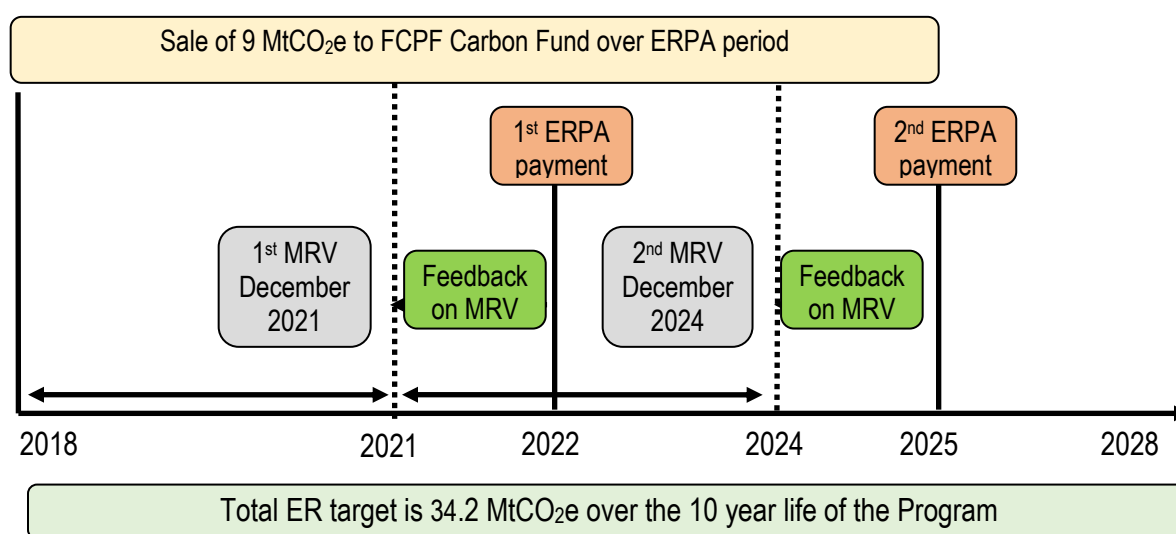 Sale of 9 MtCO₂e to FCPF Carbon Fund over ERPA period
1st ERPA
payment
2nd ERPA
payment
1st MRV
December
2021
Feedback
on MRV
2nd MRV
December
2024
Feedback
on MRV
2018
2021
2022
2024
2025
2028
Total ER target is 34.2 MtCO₂e over the 10 year life of the Program